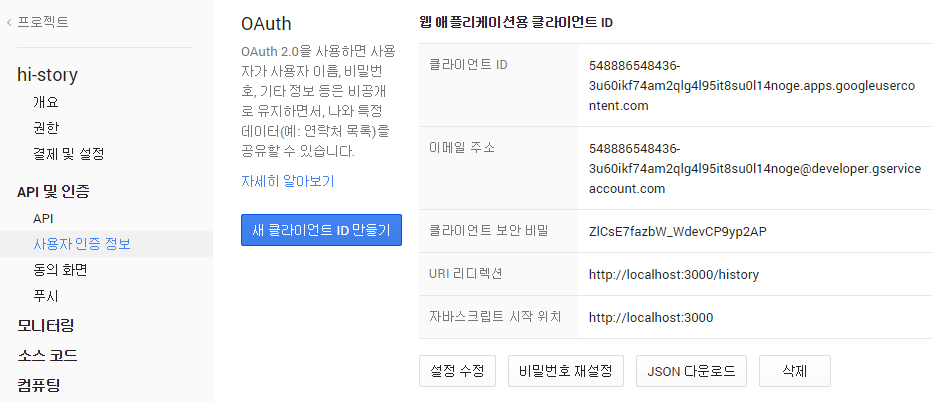 프로젝트
hi-story
개요
권한
결제 및 설정
API 및 인증
API
사용자 인증 정보
동의 화면
푸시
모니터링
소스 코드
컴퓨팅
OAuth
OAuth 2.0을 사용하면 사용
자가 사용자 이름, 비밀번
호, 기타 정보 등은 비공개
로 유지하면서, 나와 특정
데이터(예: 연락처 목록)를
공유할 수 있습니다.
자세히 알아보기
새 클라이언트 ID 만들기
웹 애플리케이션용 클라이언트 ID
클라이언트 ID
548886548436-
3u60ikf74am2qlg4l95it8su0l14noge.apps.googleuserco
ntent.com
이메일 주소
548886548436-
3u60ikf74am2qlg4l95it8su0l14noge@developer.gservice
account.com
클라이언트 보안 비밀
ZlCsE7fazbW_WdevCP9yp2AP
URI 리디렉션
http://localhost:3000/history
자바스크립트 시작 위치
http://localhost:3000
설정 수정
비밀번호 재설정
JSON 다운로드
삭제